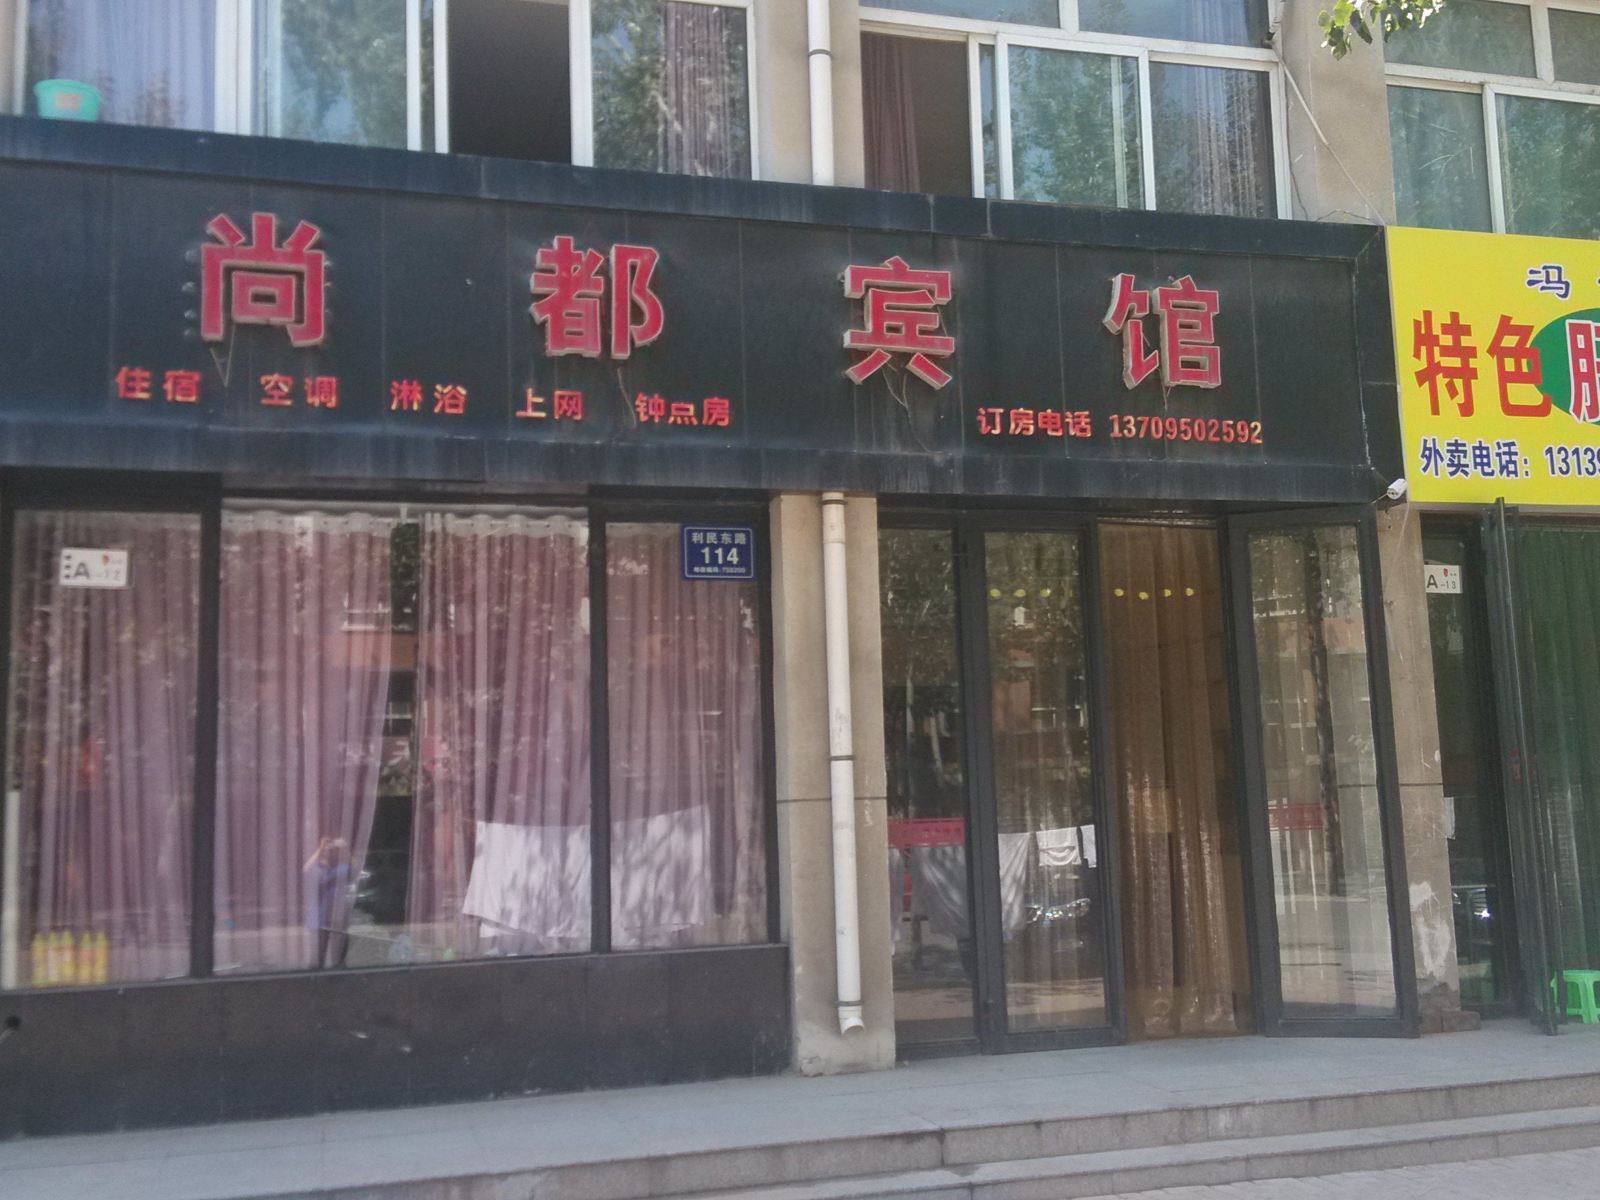 尚都宾馆
住宿 空调 淋浴 上网 钟点房
订房电话 13709502592
冯
特色
外卖电话：1313
利民东路
114
A-12
A-13